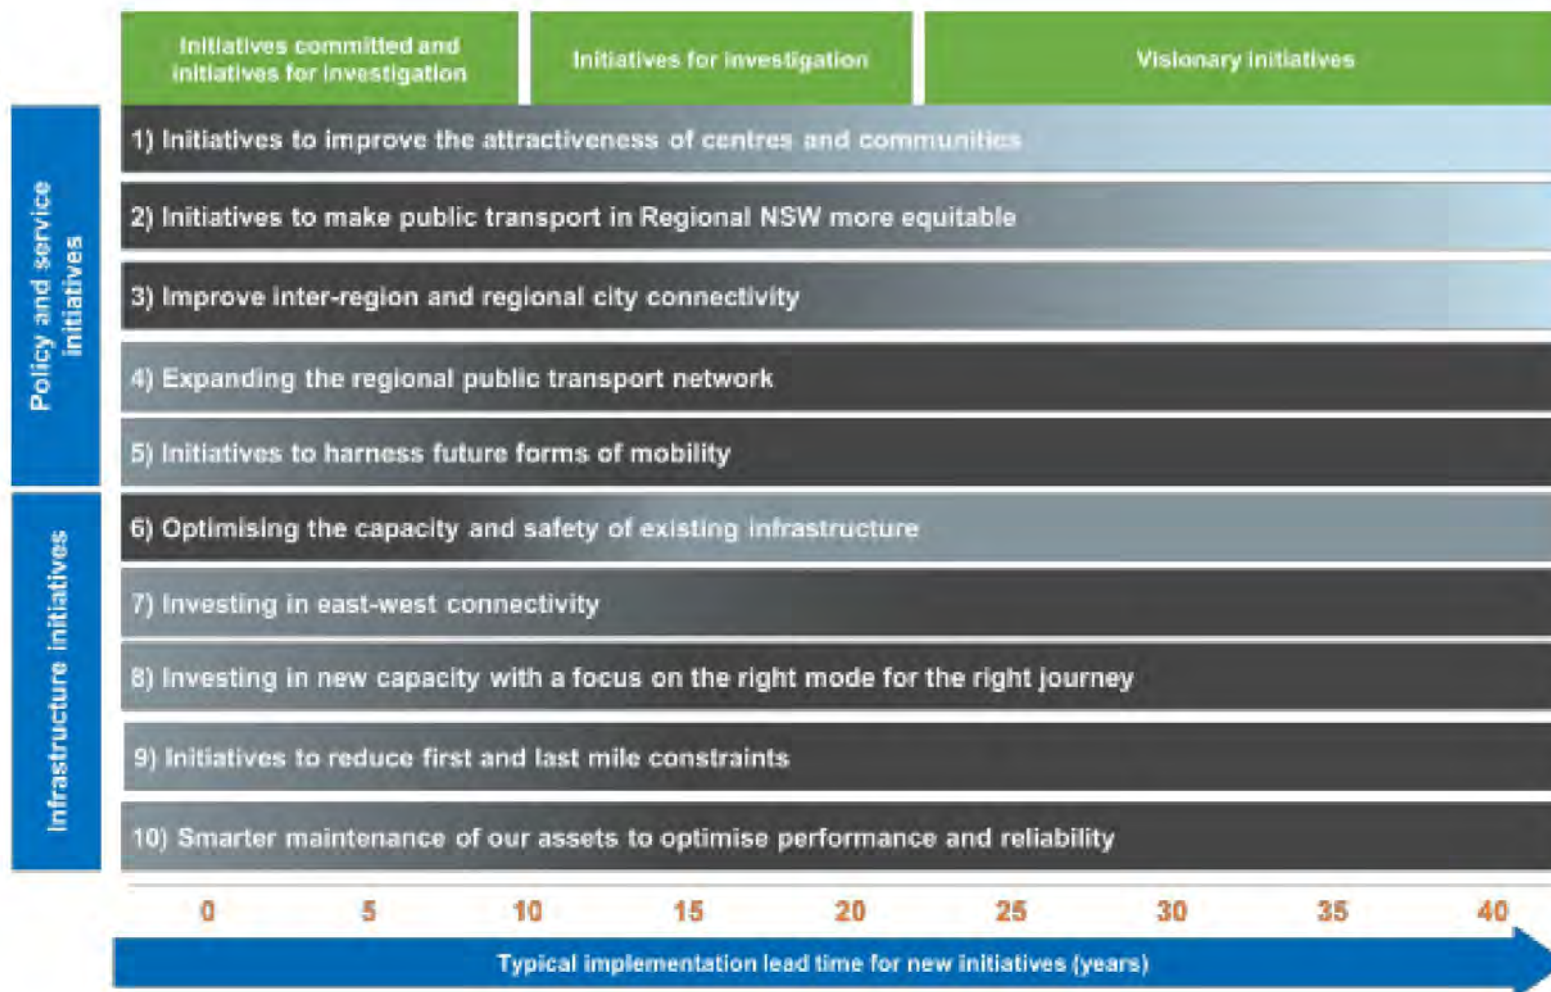 Initiatives committed and
initiatives for investigation
Initiatives for investigation
Visionary initiatives
Policy and service
initiatives
1) Initiatives to improve the attractiveness of centres and communities
2) Initiatives to make public transport in Regional NSW more equitable
3) Improve inter-region and regional city connectivity
4) Expanding the regional public transport network
5) Initiatives to harness future forms of mobility
Infrastructure initiatives
6) Optimising the capacity and safety of existing infrastructure
7) Investing in east-west connectivity
8) Investing in new capacity with a focus on the right mode for the right journey
9) Initiatives to reduce first and last mile constraints
10) Smarter maintenance of our assets to optimise performance and reliability
0 5 10 15 20 25 30 35 40
Typical implementation lead time for new initiatives (years)